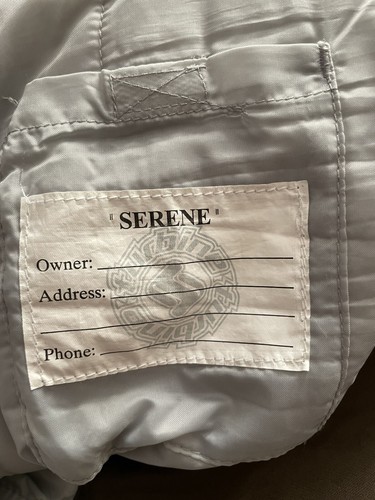 "SERENE"
Owner:
Address:
Phone: